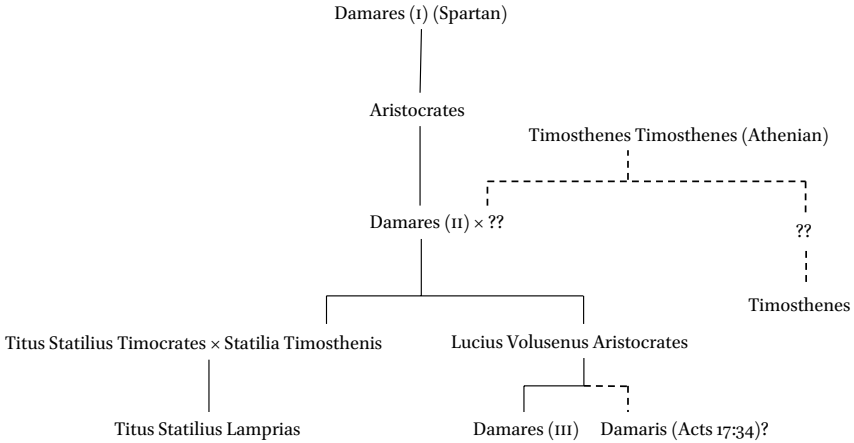 Damares (I) (Spartan)
Aristocrates
Timosthenes Timosthenes (Athenian)
Damares (II) × ??
??
Timosthenes
Titus Statilius Timocrates × Statilia Timosthenis
Lucius Volusenus Aristocrates
Titus Statilius Lamprias
Damares (III)
Damaris (Acts 17:34)?